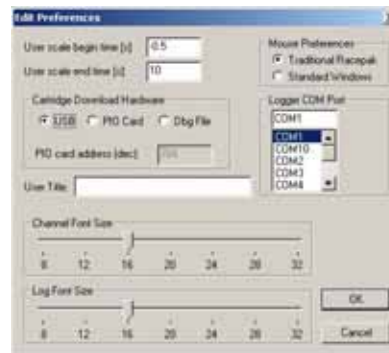 Edit Preferences
User scale begin time [s] -0.5
User scale end time [s] 10
Mouse Preferences
Traditional Racepak
Standard Windows
Cartridge Download Hardware
USB PIO Card Dbg File
PIO card address (dec)
Logger COM Port
COM1
COM1
COM10
COM2
COM3
COM4
User Title
Channel Font Size
8 12 16 20 24 28 32
Log Font Size
8 12 16 20 24 28 32
OK
Cancel